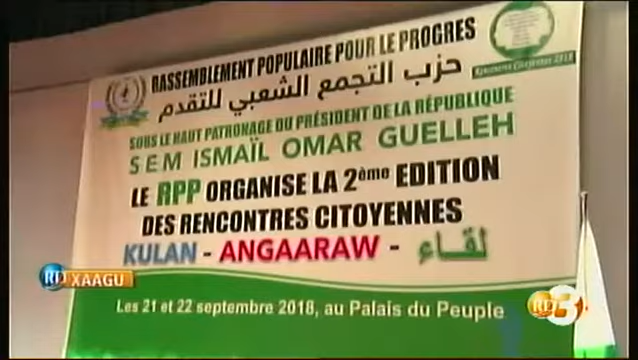 RASSEMBLEMENT POPULAIRE POUR LE PROGRES
حزب التجمع الشعبي للتقدم
SOUS LE HAUT PATRONAGE DU PRÉSIDENT DE LA RÉPUBLIQUE
SEM ISMAÏL OMAR GUELLEH
LE RPP ORGANISE LA 2ème EDITION
DES RENCONTRES CITOYENNES
KULAN - ANGAARAW - لقاء
XAAGU
Les 21 et 22 septembre 2018, au Palais du Peuple